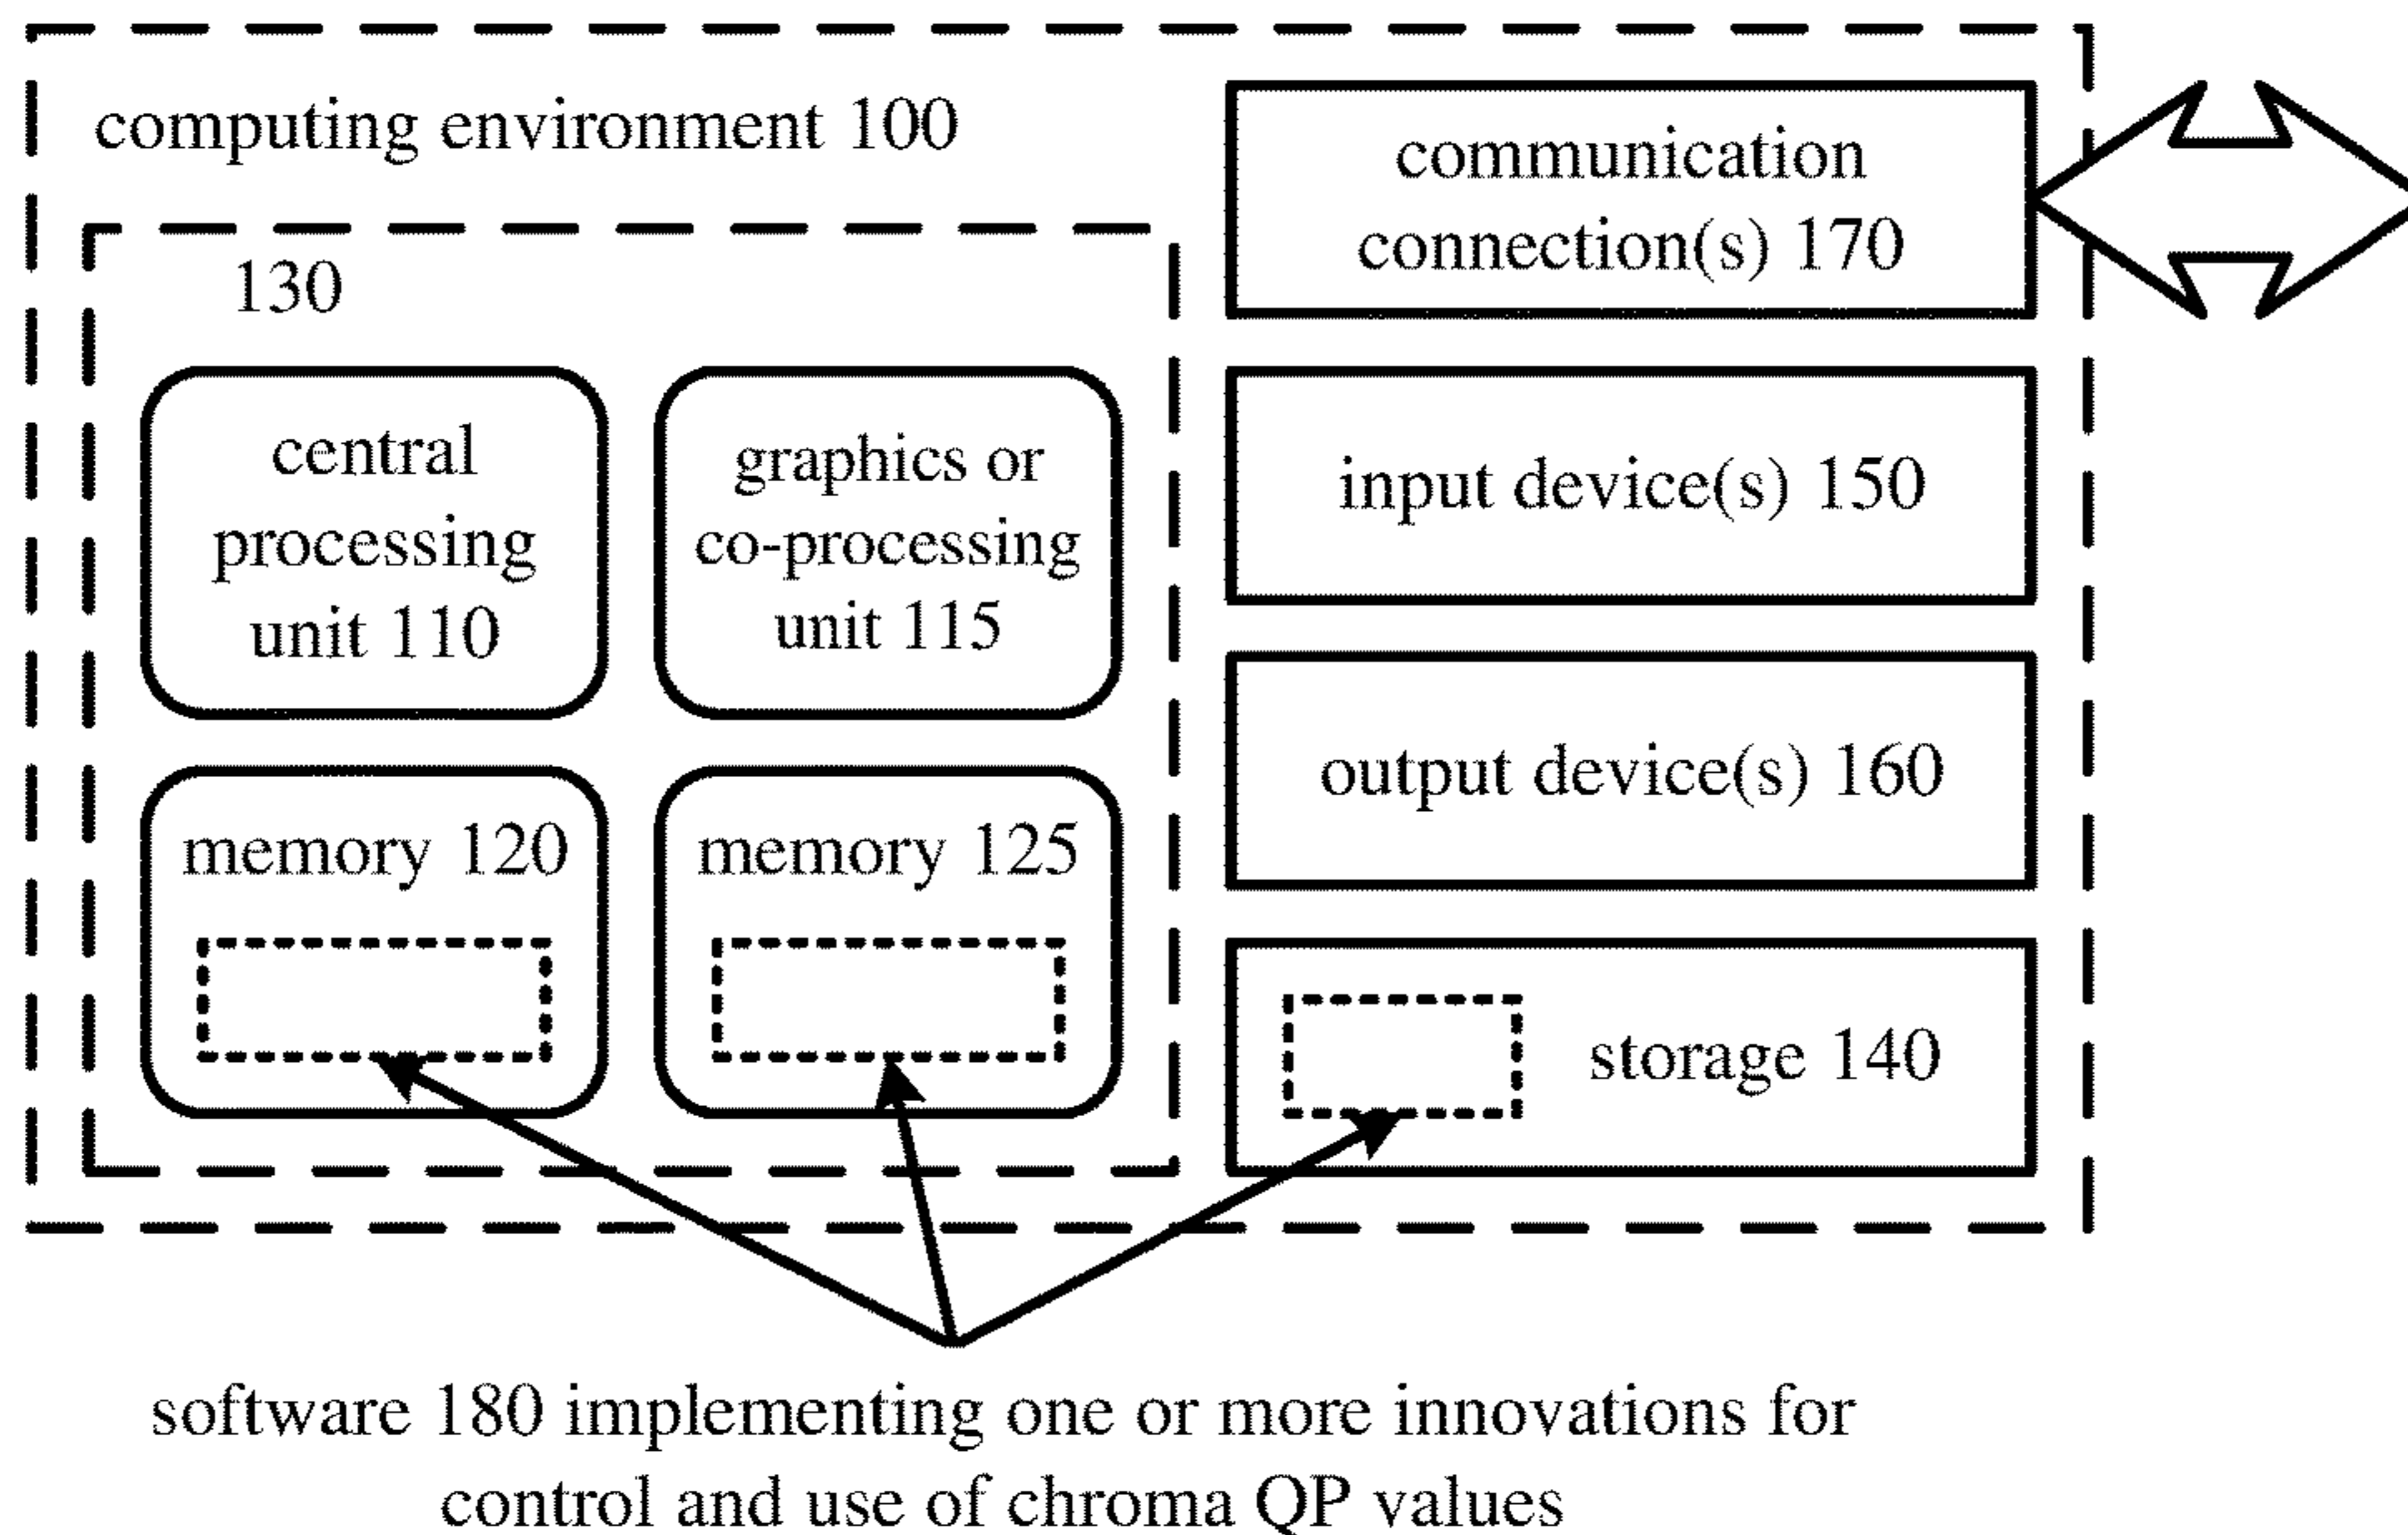 computing environment 100
130
central
processing
unit 110
graphics or
co-processing
unit 115
memory 120
memory 125
communication
connection(s) 170
input device(s) 150
output device(s) 160
storage 140
software 180 implementing one or more innovations for
control and use of chroma QP values